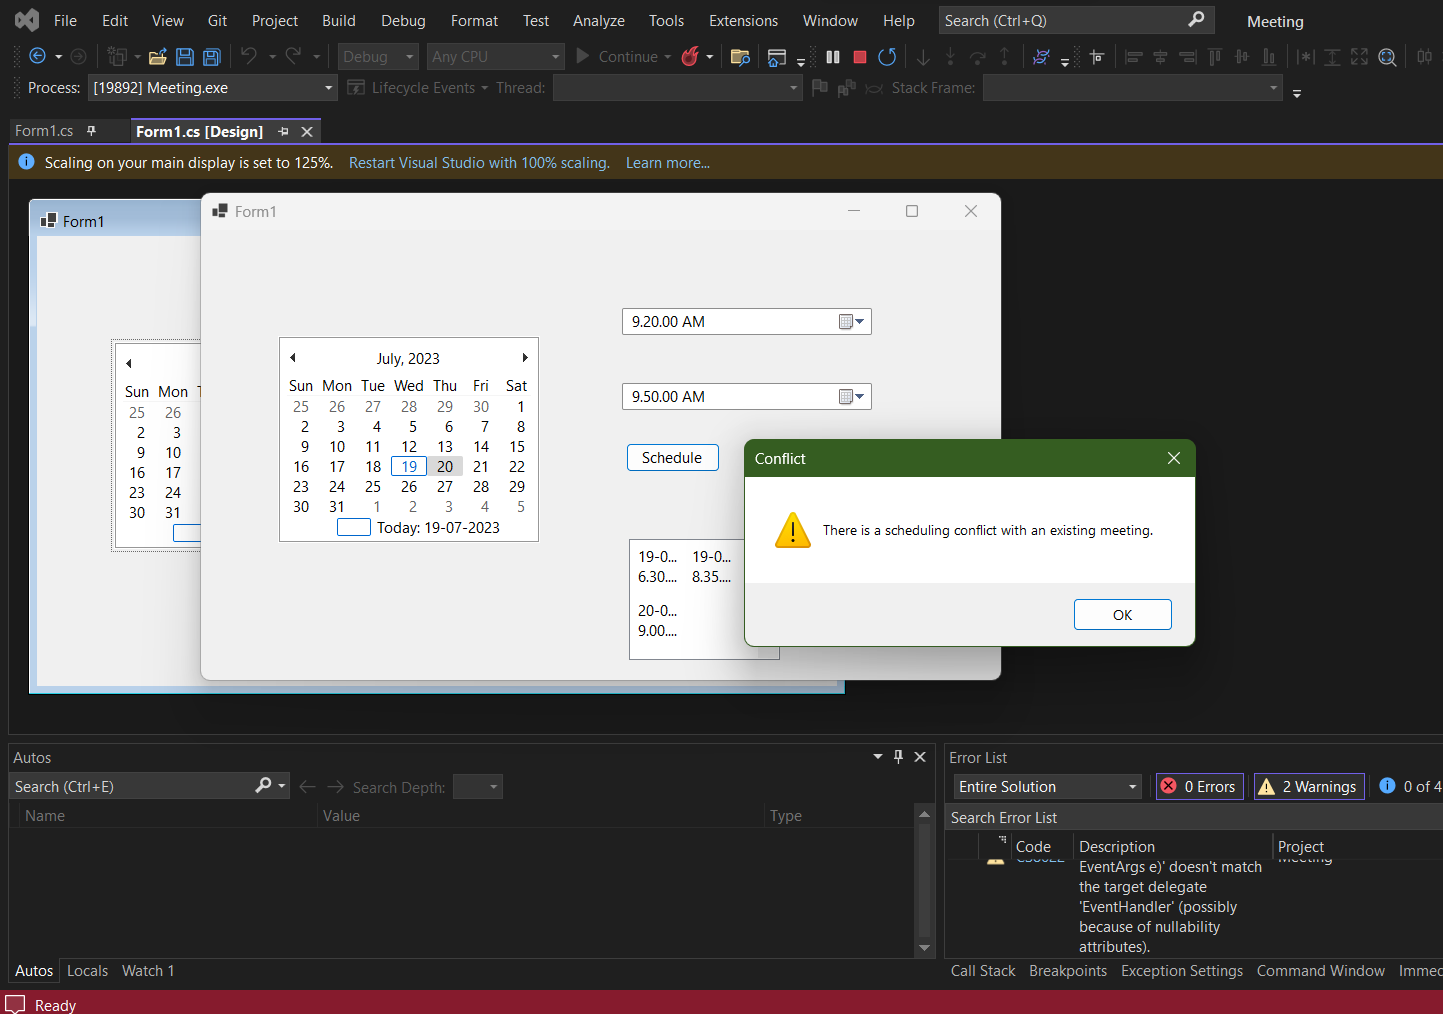 File Edit View Git Project Build Debug Format Test Analyze Tools Extensions Window Help Search (Ctrl+Q) Meeting
Debug Any CPU Continue
Process: [19892] Meeting.exe Lifecycle Events Thread: Stack Frame:
Form1.cs Form1.cs [Design]
Scaling on your main display is set to 125%. Restart Visual Studio with 100% scaling. Learn more...
Form1
Sun Mon
25 26
2 3
9 10
16 17
23 24
30 31
Form1
9.20.00 AM
9.50.00 AM
July, 2023
Sun Mon Tue Wed Thu Fri Sat
25 26 27 28 29 30 1
2 3 4 5 6 7 8
9 10 11 12 13 14 15
16 17 18 19 20 21 22
23 24 25 26 27 28 29
30 31 1 2 3 4 5
Today: 19-07-2023
Schedule
19-0... 19-0...
6.30.... 8.35....
20-0...
9.00....
Conflict
There is a scheduling conflict with an existing meeting.
OK
Autos
Search (Ctrl+E) Search Depth:
Name Value Type
Autos Locals Watch 1
Error List
Entire Solution 0 Errors 2 Warnings 0 of 4
Search Error List
Code Description Project
Meeting
EventArgs e)' doesn't match
the target delegate
'EventHandler' (possibly
because of nullability
attributes).
Call Stack Breakpoints Exception Settings Command Window Immed
Ready